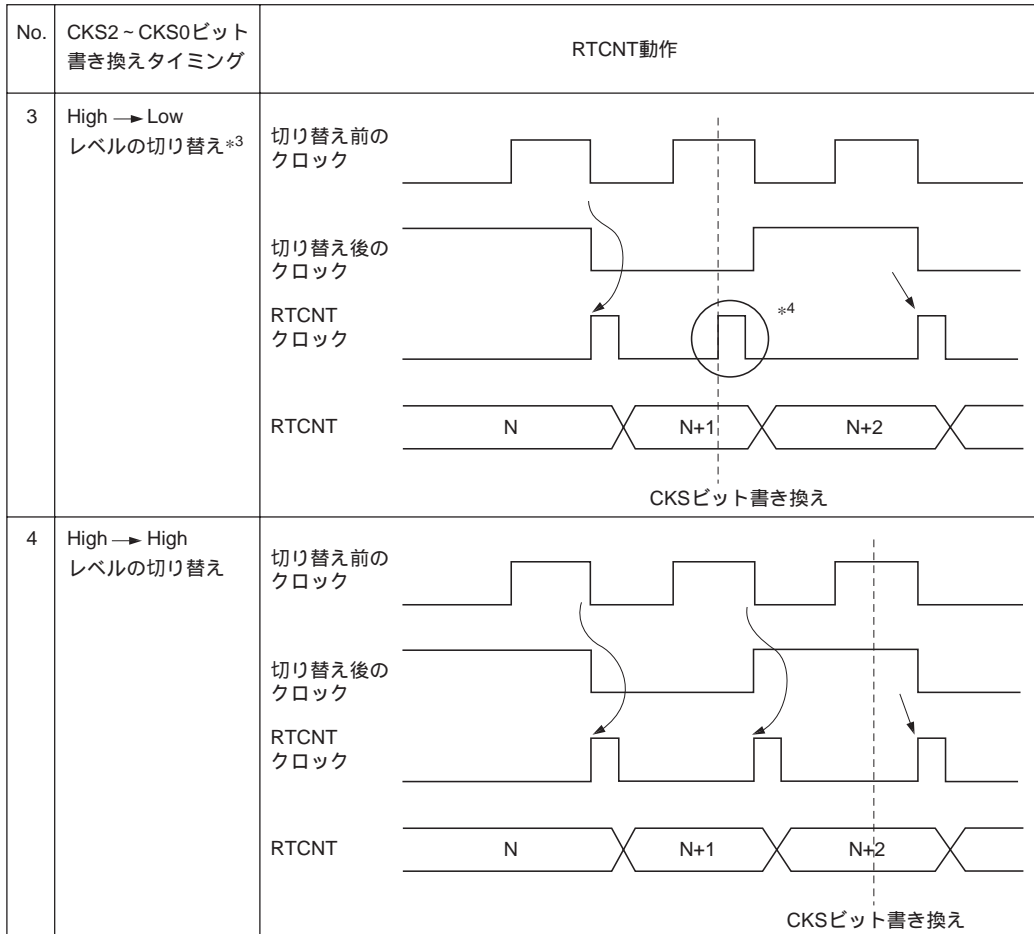 No.
CKS2～CKS0ビット
書き換えタイミング
RTCNT動作
3
High → Low
レベルの切り替え*3
切り替え前の
クロック
切り替え後の
クロック
RTCNT
クロック
*4
RTCNT
N
N+1
N+2
CKSビット書き換え
4
High → High
レベルの切り替え
切り替え前の
クロック
切り替え後の
クロック
RTCNT
クロック
RTCNT
N
N+1
N+2
CKSビット書き換え